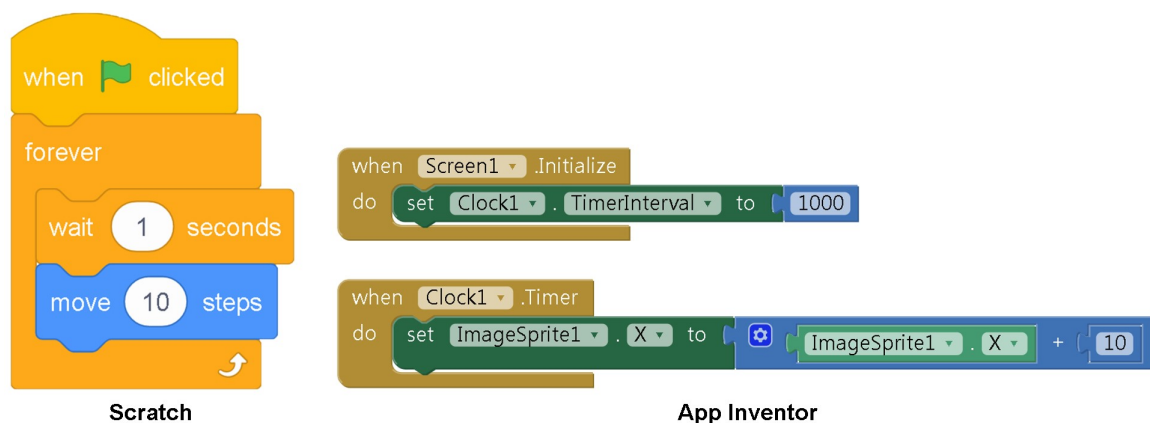 when clicked
forever
wait 1 seconds
move 10 steps
Scratch
when Screen1 .Initialize
do set Clock1 . TimerInterval to 1000
when Clock1 .Timer
do set ImageSprite1 . X to ImageSprite1 . X + 10
App Inventor